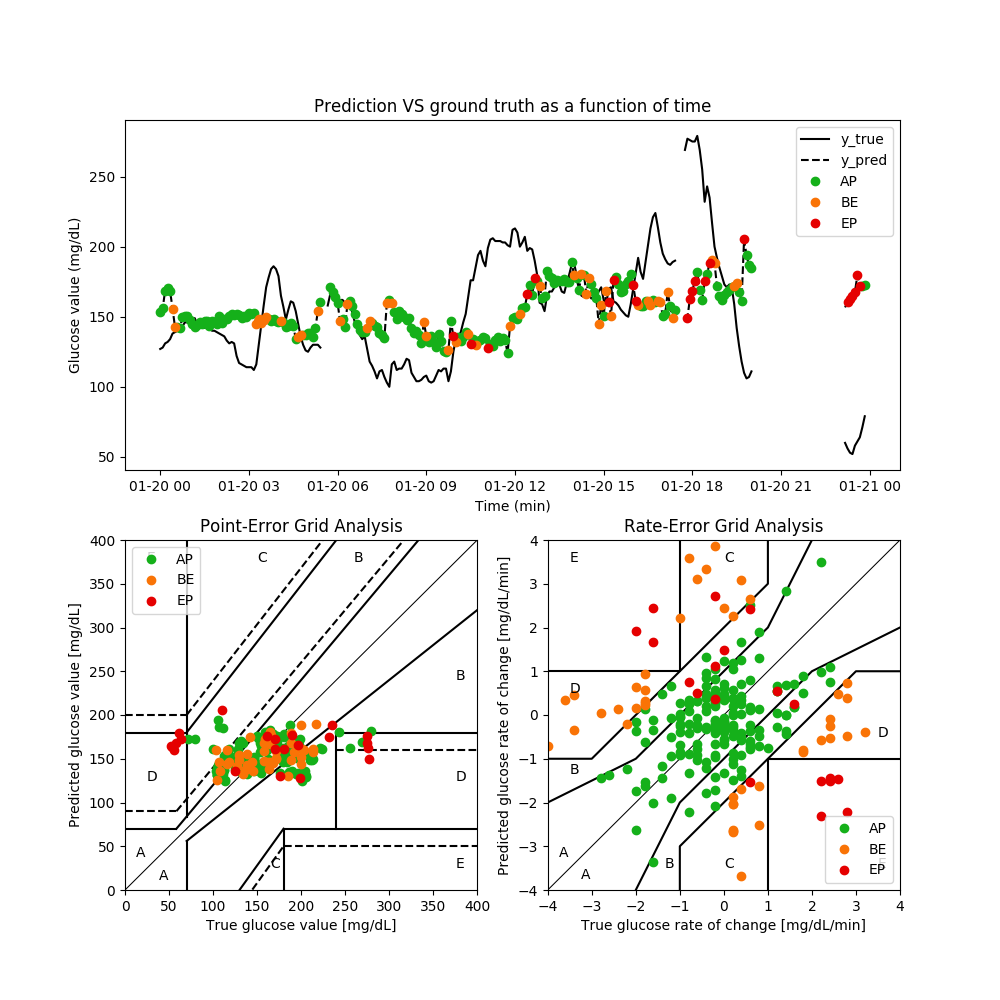 Prediction VS ground truth as a function of time
Glucose value (mg/dL)
250
200
150
100
50
y_true
y_pred
AP
BE
EP
01-20 00 01-20 03 01-20 06 01-20 09 01-20 12 01-20 15 01-20 18 01-20 21 01-21 00
Time (min)
Point-Error Grid Analysis
Predicted glucose value [mg/dL]
400
350
300
250
200
150
100
50
0
AP
BE
EP
C
B
B
D
D
A
A
C
E
0 50 100 150 200 250 300 350 400
True glucose value [mg/dL]
Rate-Error Grid Analysis
Predicted glucose rate of change [mg/dL/min]
4
3
2
1
0
−1
−2
−3
−4
E
C
D
D
B
A
A
B
C
AP
BE
EP
−4 −3 −2 −1 0 1 2 3 4
True glucose rate of change [mg/dL/min]